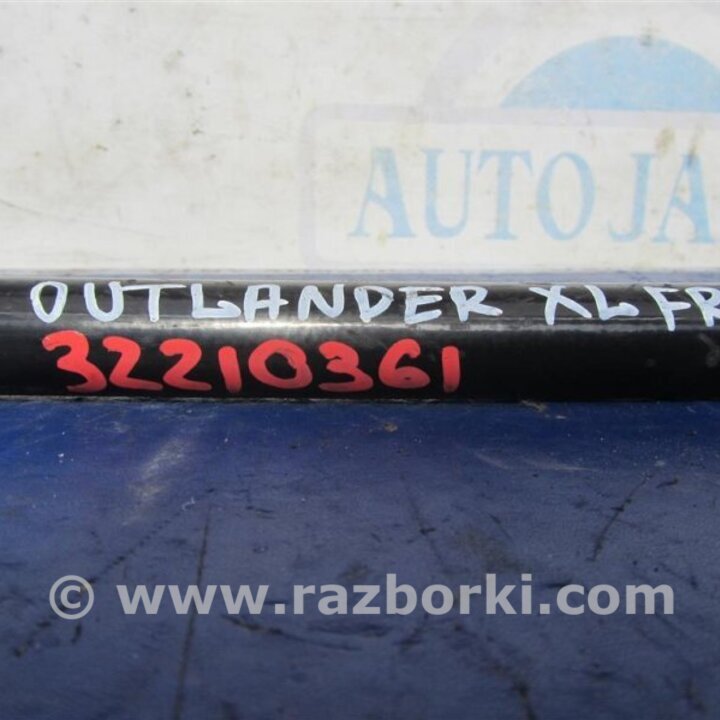 AUTO JA
OUTLANDER XL FR
32210361
© www.razborki.com